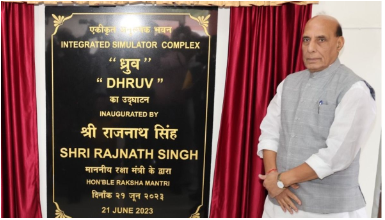 एकीकृत सिमुलेटर भवन
INTEGRATED SIMULATOR COMPLEX
“ ध्रुव ”
“ DHRUV ”
का उद्घाटन
INAUGURATED BY
श्री राजनाथ सिंह
SHRI RAJNATH SINGH
माननीय रक्षा मंत्री के द्वारा
HON'BLE RAKSHA MANTRI
दिनाँक २१ जून २०२३
21 JUNE 2023